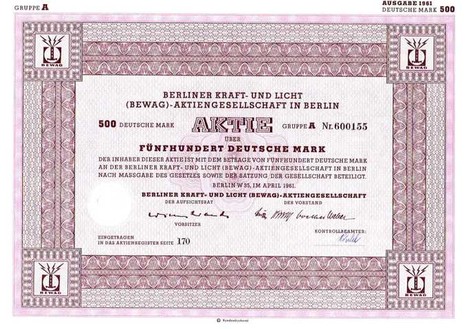 GRUPPE A
AUSGABE 1961
DEUTSCHE MARK 500
BEWAG
BEWAG
BERLINER KRAFT- UND LICHT
(BEWAG)-AKTIENGESELLSCHAFT IN BERLIN
500 DEUTSCHE MARK AKTIE GRUPPE A Nr. 600155
ÜBER
FÜNFHUNDERT DEUTSCHE MARK
DER INHABER DIESER AKTIE IST MIT DEM BETRAGE VON FÜNFHUNDERT DEUTSCHE MARK
AN DER BERLINER KRAFT- UND LICHT (BEWAG)-AKTIENGESELLSCHAFT IN BERLIN
NACH MASSGABE DES GESETZES SOWIE DER SATZUNG DER GESELLSCHAFT BETEILIGT.
BERLIN W 35, IM APRIL 1961.
BERLINER KRAFT- UND LICHT (BEWAG)-AKTIENGESELLSCHAFT
DER AUFSICHTSRAT DER VORSTAND
VORSITZER
KONTROLLBEAMTER:
EINGETRAGEN
IN DAS AKTIENREGISTER SEITE 170
BEWAG
BEWAG